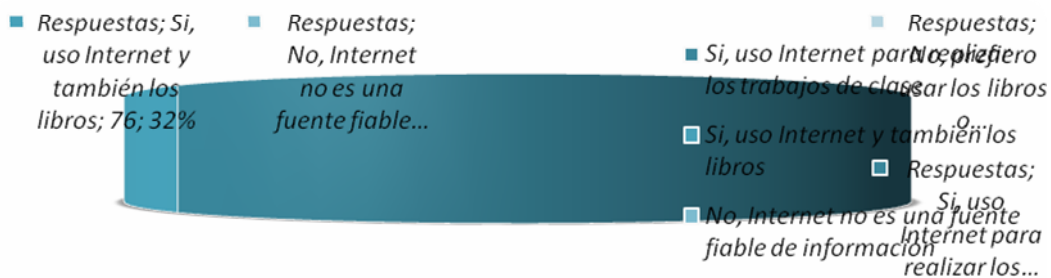 Respuestas; Si,
uso Internet y
también los
libros; 76; 32%
Respuestas;
No, Internet
no es una
fuente fiable...
Respuestas;
No, prefiero
usar los libros
o...
Si, uso Internet para realizar
los trabajos de clase
Si, uso Internet y también los
libros
No, Internet no es una fuente
fiable de información
Respuestas;
Si, uso
Internet para
realizar los...